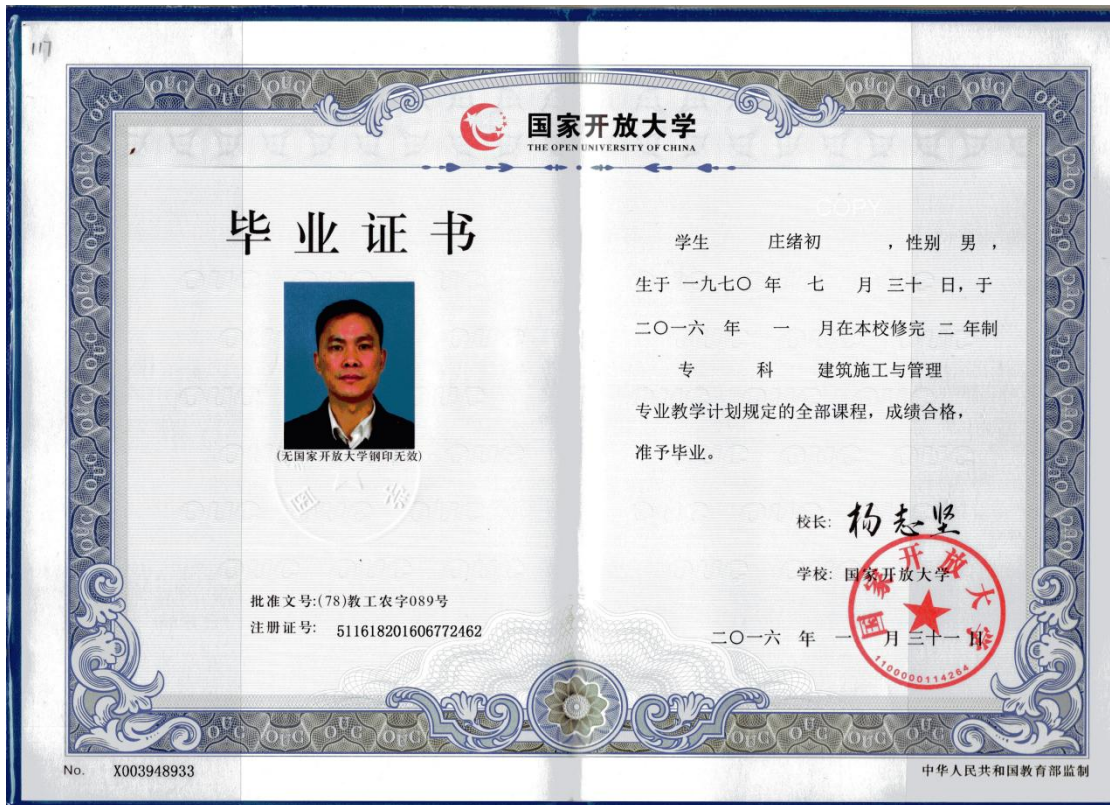 117
国家开放大学
THE OPEN UNIVERSITY OF CHINA
毕业证书
(无国家开放大学钢印无效)
批准文号:(78)教工农字089号
注册证号: 511618201606772462
COPY
学生 庄绪初 ,性别 男 ,
生于 一九七〇 年 七 月 三十 日,于
二〇一六 年 一 月在本校修完 二 年制
专 科 建筑施工与管理
专业教学计划规定的全部课程,成绩合格,
准予毕业。
校长: 杨志坚
学校: 国家开放大学
国家开放大学
1100000114264
二〇一六 年 一 月 三十一 日
No. X003948933
中华人民共和国教育部监制